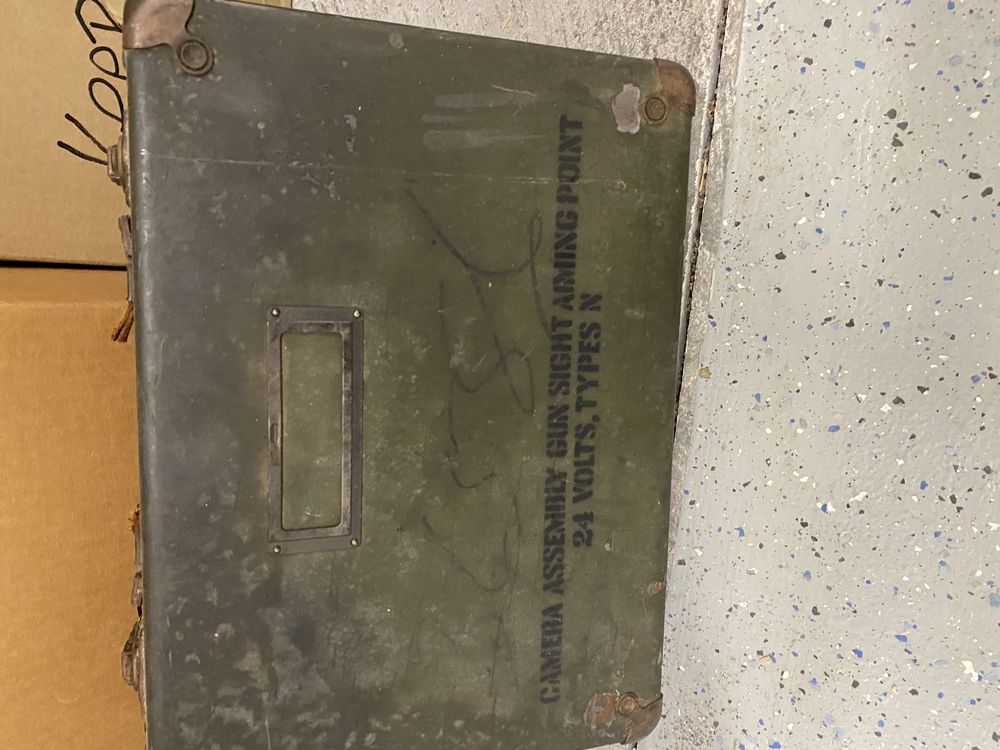 CAMERA ASSEMBLY GUN SIGHT AIMING POINT
24 VOLTS, TYPES N